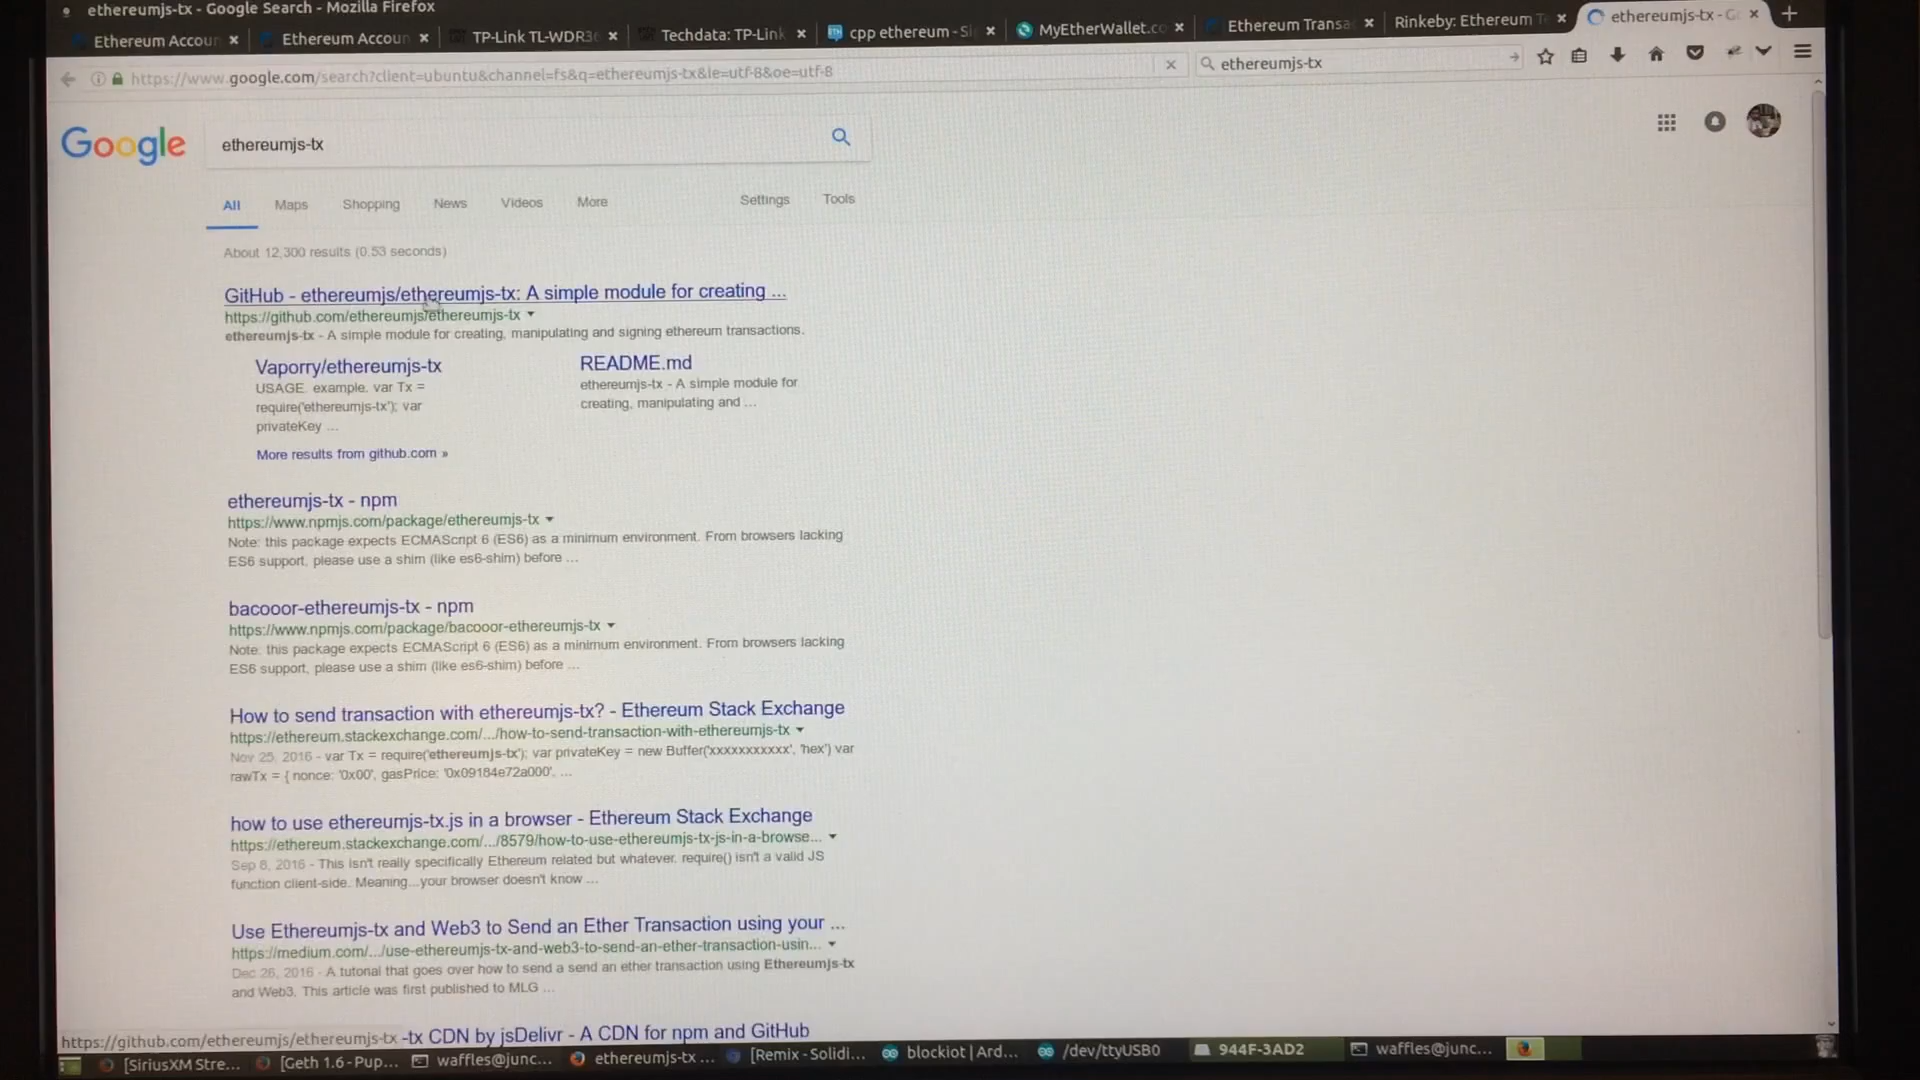 ethereumjs-tx - Google Search - Mozilla Firefox
Ethereum Accoun
Ethereum Accoun
TP-Link TL-WDR36
Techdata: TP-Link
cpp ethereum - Si
MyEtherWallet.co
Ethereum Transa
Rinkeby: Ethereum Te
ethereumjs-tx - G
https://www.google.com/search?client=ubuntu&channel=fs&q=ethereumjs-tx&ie=utf-8&oe=utf-8
ethereumjs-tx
Google
ethereumjs-tx
All Maps Shopping News Videos More Settings Tools
About 12,300 results (0.53 seconds)
GitHub - ethereumjs/ethereumjs-tx: A simple module for creating ...
https://github.com/ethereumjs/ethereumjs-tx
ethereumjs-tx - A simple module for creating, manipulating and signing ethereum transactions.
Vaporry/ethereumjs-tx
USAGE. example. var Tx =
require('ethereumjs-tx'); var
privateKey ...
README.md
ethereumjs-tx - A simple module for
creating, manipulating and ...
More results from github.com »
ethereumjs-tx - npm
https://www.npmjs.com/package/ethereumjs-tx
Note: this package expects ECMAScript 6 (ES6) as a minimum environment. From browsers lacking
ES6 support, please use a shim (like es6-shim) before ...
bacooor-ethereumjs-tx - npm
https://www.npmjs.com/package/bacooor-ethereumjs-tx
Note: this package expects ECMAScript 6 (ES6) as a minimum environment. From browsers lacking
ES6 support, please use a shim (like es6-shim) before ...
How to send transaction with ethereumjs-tx? - Ethereum Stack Exchange
https://ethereum.stackexchange.com/.../how-to-send-transaction-with-ethereumjs-tx
Nov 25, 2016 - var Tx = require('ethereumjs-tx'); var privateKey = new Buffer('xxxxxxxxxxx', 'hex') var
rawTx = { nonce: '0x00', gasPrice: '0x09184e72a000', ...
how to use ethereumjs-tx.js in a browser - Ethereum Stack Exchange
https://ethereum.stackexchange.com/.../8579/how-to-use-ethereumjs-tx-js-in-a-browse...
Sep 8, 2016 - This isn't really specifically Ethereum related but whatever. require() isn't a valid JS
function client-side. Meaning...your browser doesn't know ...
Use Ethereumjs-tx and Web3 to Send an Ether Transaction using your ...
https://medium.com/.../use-ethereumjs-tx-and-web3-to-send-an-ether-transaction-usin...
Dec 26, 2016 - A tutorial that goes over how to send a send an ether transaction using Ethereumjs-tx
and Web3. This article was first published to MLG ...
https://github.com/ethereumjs/ethereumjs-tx -tx CDN by jsDelivr - A CDN for npm and GitHub
[SiriusXM Stre...
[Geth 1.6 - Pup...
waffles@junc...
ethereumjs-tx ...
[Remix - Solidi...
blockiot | Ard...
/dev/ttyUSB0
944F-3AD2
waffles@junc...